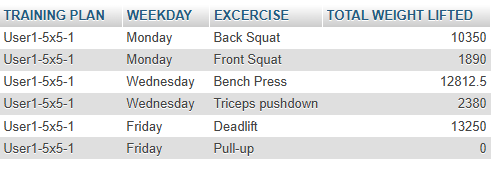 TRAINING PLAN WEEKDAY EXCERCISE TOTAL WEIGHT LIFTED
User1-5x5-1 Monday Back Squat 10350
User1-5x5-1 Monday Front Squat 1890
User1-5x5-1 Wednesday Bench Press 12812.5
User1-5x5-1 Wednesday Triceps pushdown 2380
User1-5x5-1 Friday Deadlift 13250
User1-5x5-1 Friday Pull-up 0